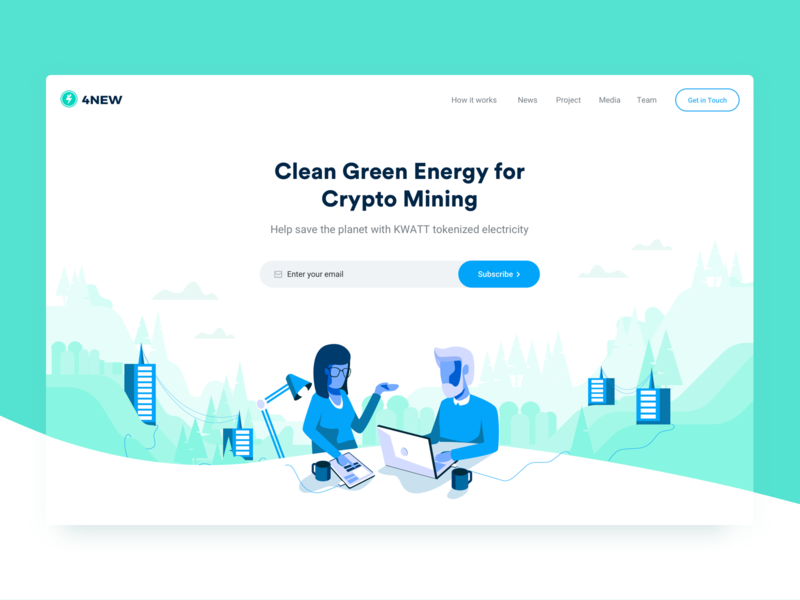 4NEW
How it works News Project Media Team Get in Touch
Clean Green Energy for
Crypto Mining
Help save the planet with KWATT tokenized electricity
Enter your email Subscribe